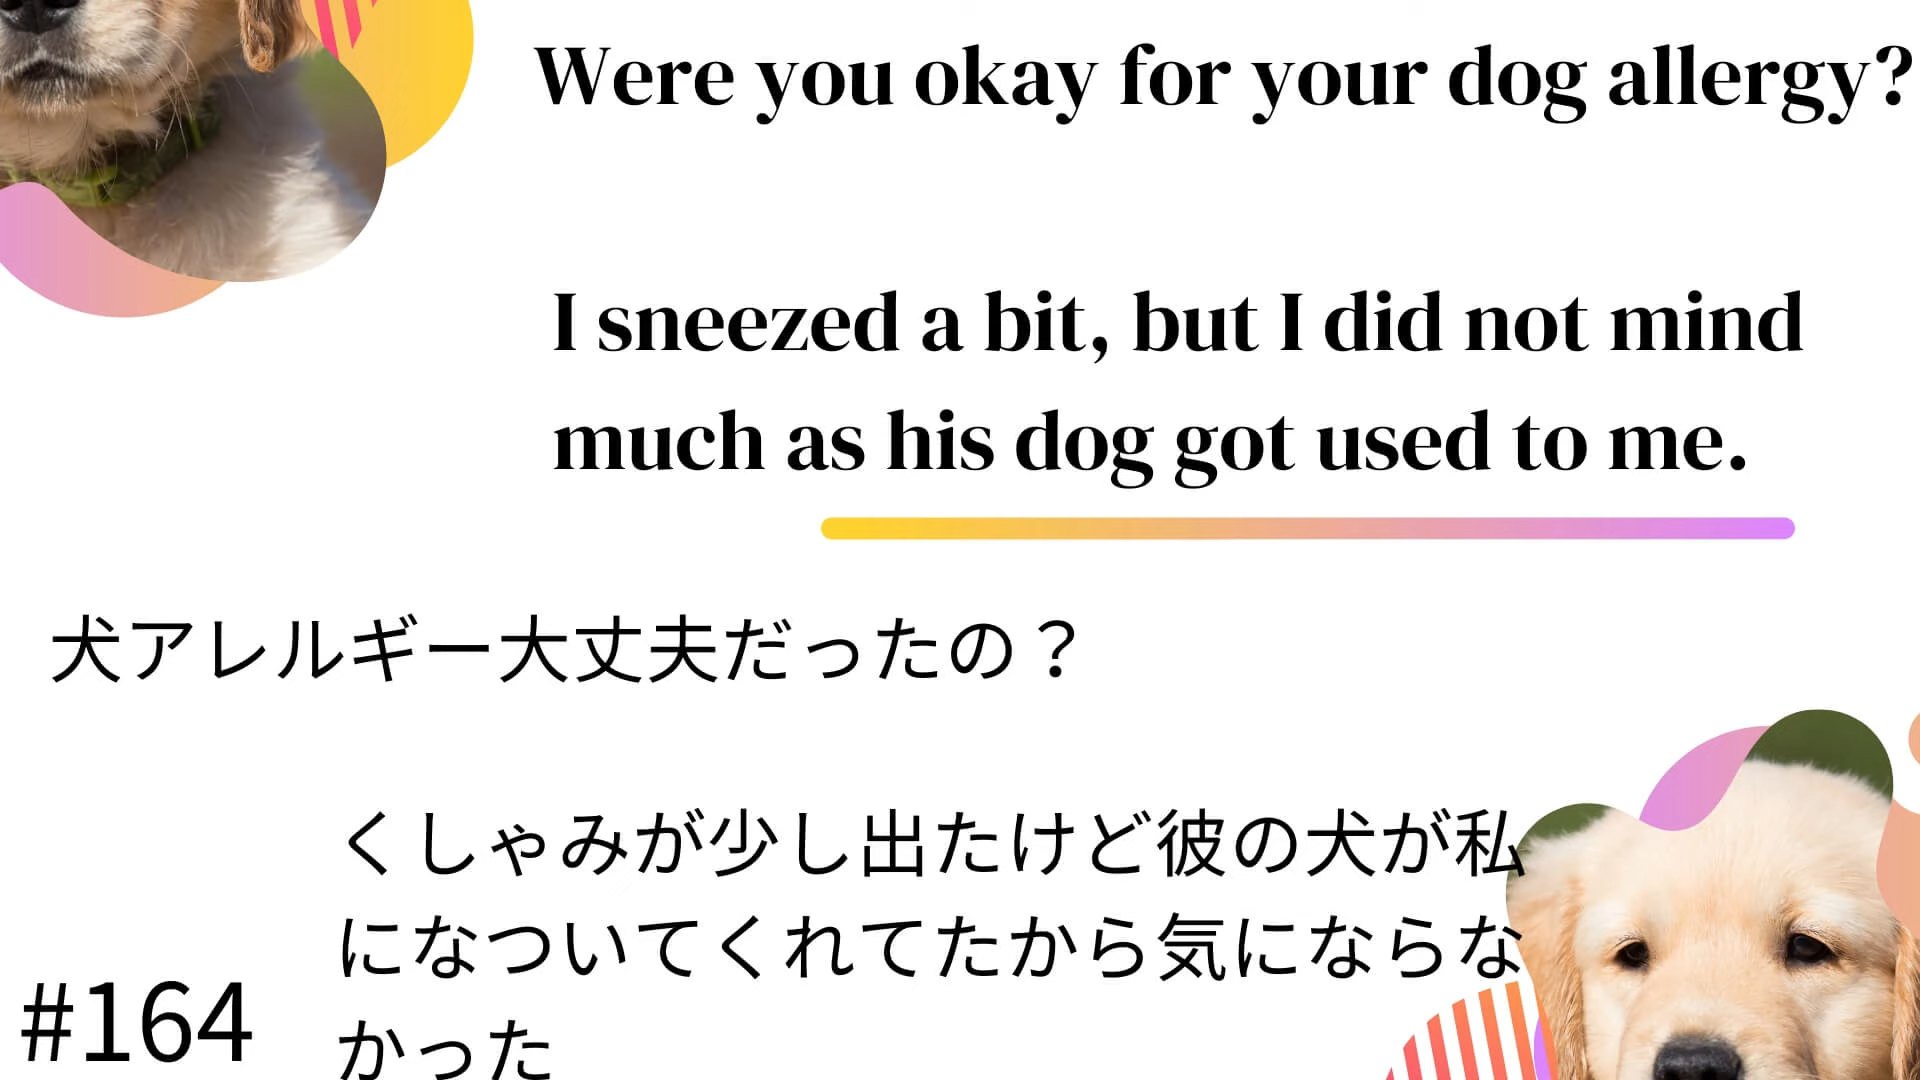 Were you okay for your dog allergy?
I sneezed a bit, but I did not mind
much as his dog got used to me.
犬アレルギー大丈夫だったの？
くしゃみが少し出たけど彼の犬が私
になついてくれてたから気にならな
かった
#164